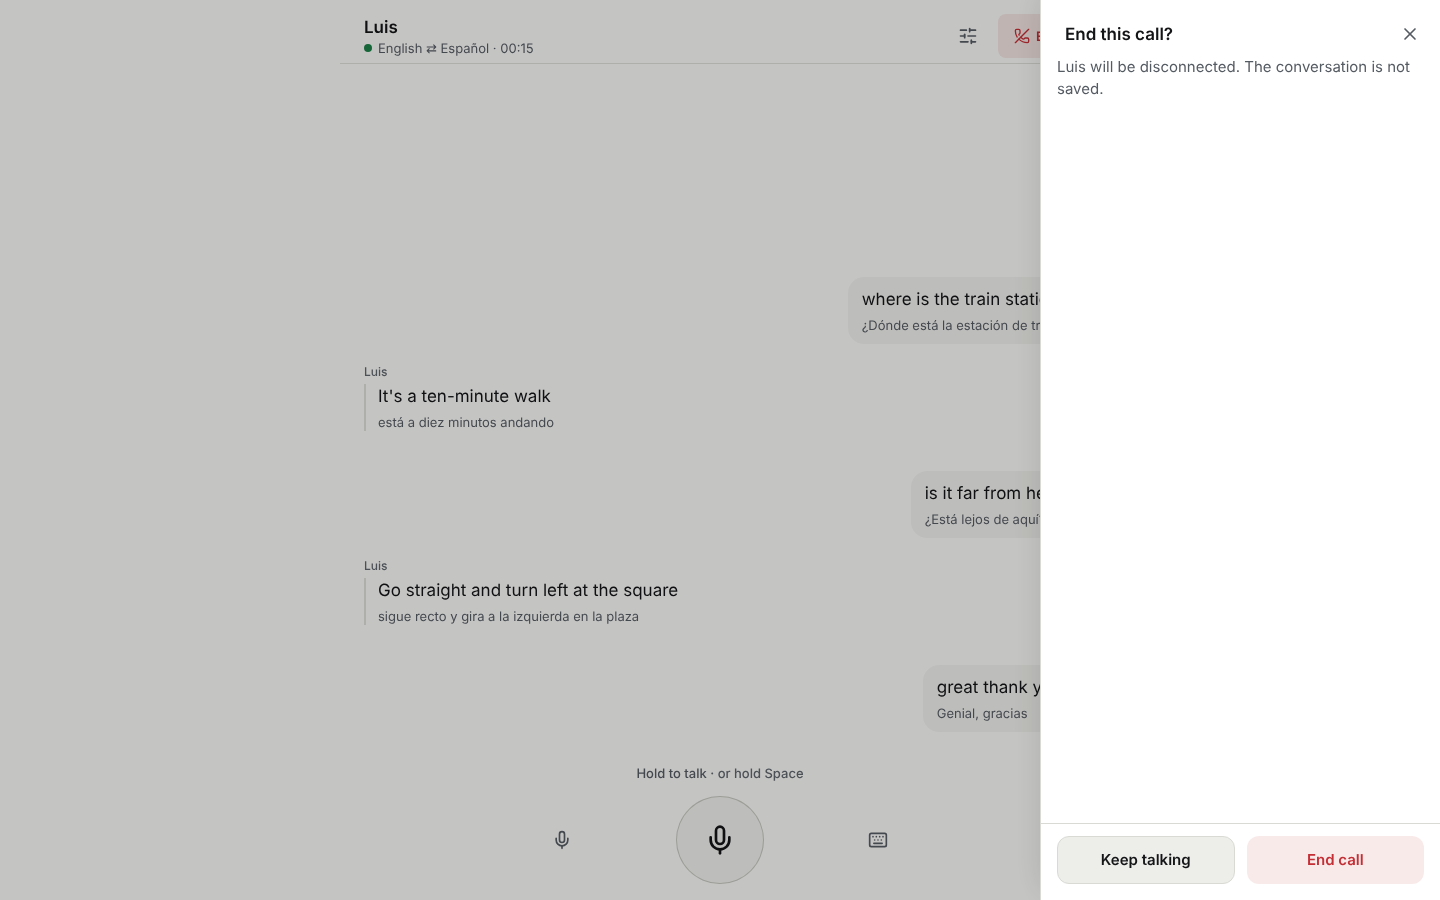 Luis
English ⇄ Español · 00:15
End this call?
Luis will be disconnected. The conversation is not
saved.
where is the train
¿Dónde está la estación de
Luis
It's a ten-minute walk
está a diez minutos andando
is it far from
¿Está lejos de aquí
Luis
Go straight and turn left at the square
sigue recto y gira a la izquierda en la plaza
great thank
Genial, gracias
Hold to talk · or hold Space
Keep talking
End call